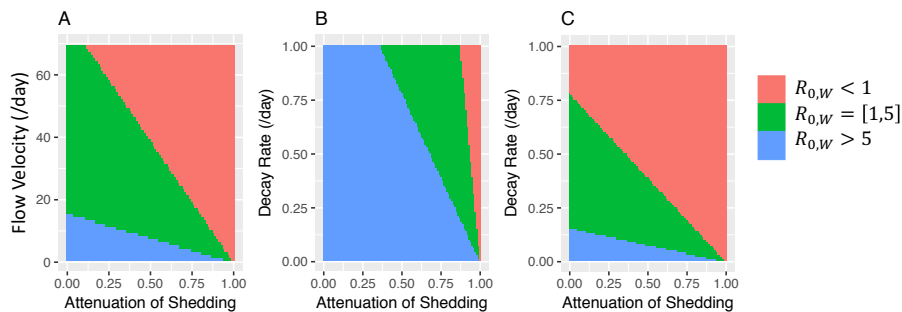 A
B
C
60
40
20
0
Flow Velocity (/day)
0.00
0.25
0.50
0.75
1.00
Attenuation of Shedding
1.00
0.75
0.50
0.25
0.00
Decay Rate (/day)
0.00
0.25
0.50
0.75
1.00
Attenuation of Shedding
1.00
0.75
0.50
0.25
0.00
Decay Rate (/day)
0.00
0.25
0.50
0.75
1.00
Attenuation of Shedding
R0,W < 1
R0,W = [1,5]
R0,W > 5